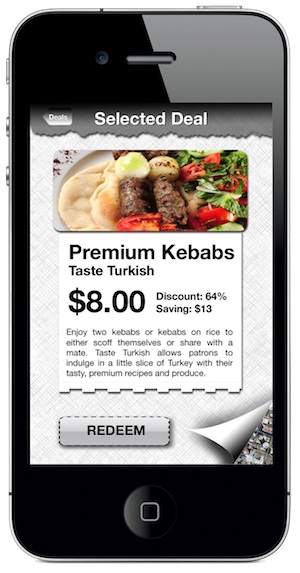 Deals
Selected Deal
Premium Kebabs
Taste Turkish
$8.00
Discount: 64%
Saving: $13
Enjoy two kebabs or kebabs on rice to
either scoff themselves or share with a
mate. Taste Turkish allows patrons to
indulge in a little slice of Turkey with their
tasty, premium recipes and produce.
REDEEM